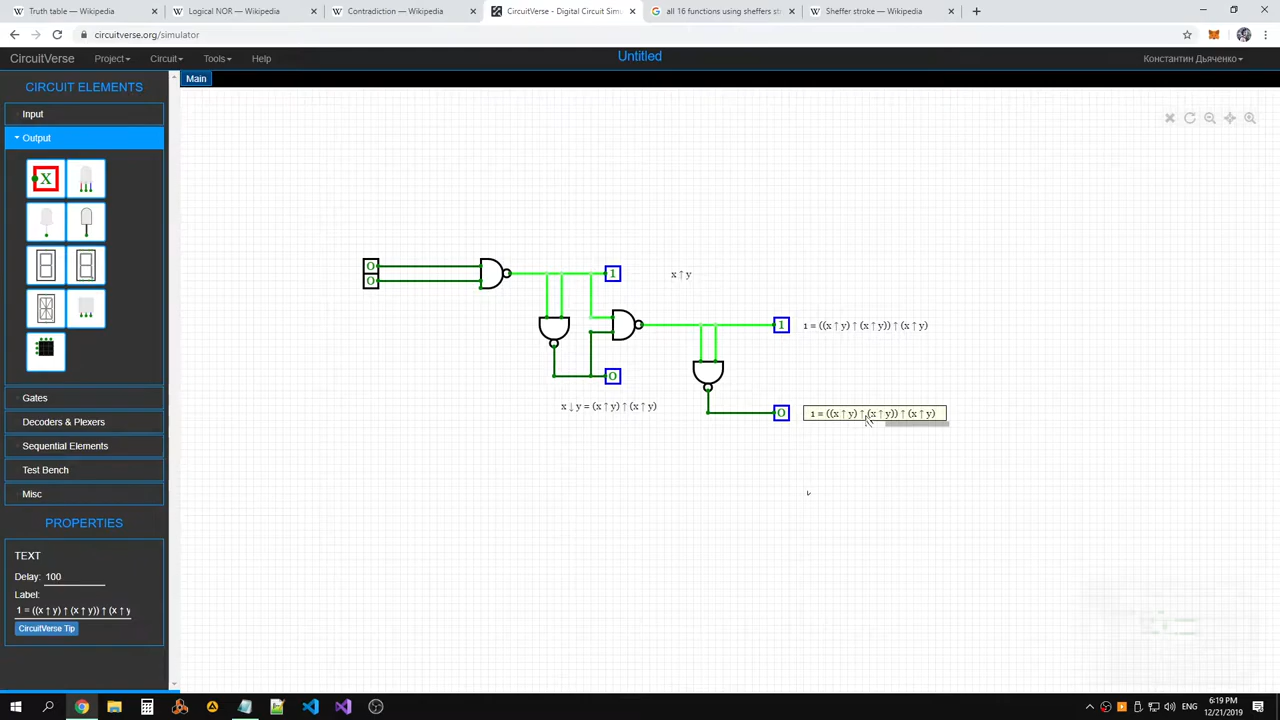 Truth table — Wikipedia
Logical NOR — Wikipedia
Contradiction — Wikipedia
CircuitVerse - Digital Circuit Sim
all 16 functions using sheffers str
Sheffer stroke — Wikipedia
circuitverse.org/simulator
CircuitVerse
Project
Circuit
Tools
Help
Untitled
Константин Дьяченко
Main
CIRCUIT ELEMENTS
Input
Output
X
Gates
Decoders & Plexers
Sequential Elements
Test Bench
Misc
PROPERTIES
TEXT
Delay: 100
Label:
1 = ((x ↑ y) ↑ (x ↑ y)) ↑ (x ↑ y
CircuitVerse Tip
0
0
1
x ↑ y
1
1 = ((x ↑ y) ↑ (x ↑ y)) ↑ (x ↑ y)
0
x ↓ y = (x ↑ y) ↑ (x ↑ y)
0
1 = ((x ↑ y) ↑ (x ↑ y)) ↑ (x ↑ y)
ENG
6:19 PM
12/21/2019